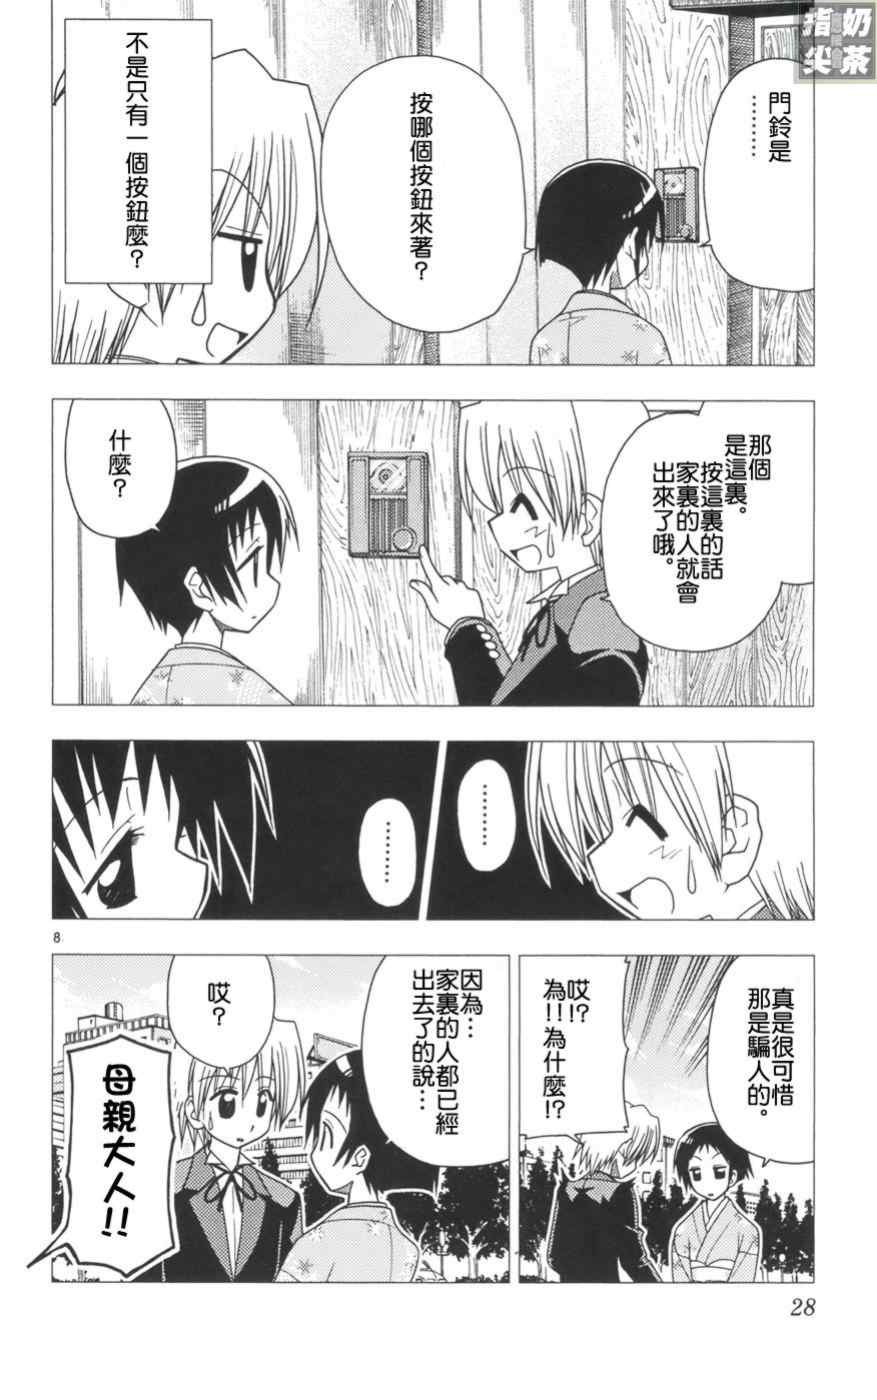 指奶
尖茶
門鈴是
………
按哪個按鈕來著？
不是只有一個按鈕麼？
那個
是這裏。
按這裏的話
家裏的人就會
出來了哦。
什麼？
………
………
8
真是很可惜
那是騙人的。
哎!?
為!!為什麼!?
因為…
家裏的人都已經
出去了的說…
哎？
母親大人!!
28